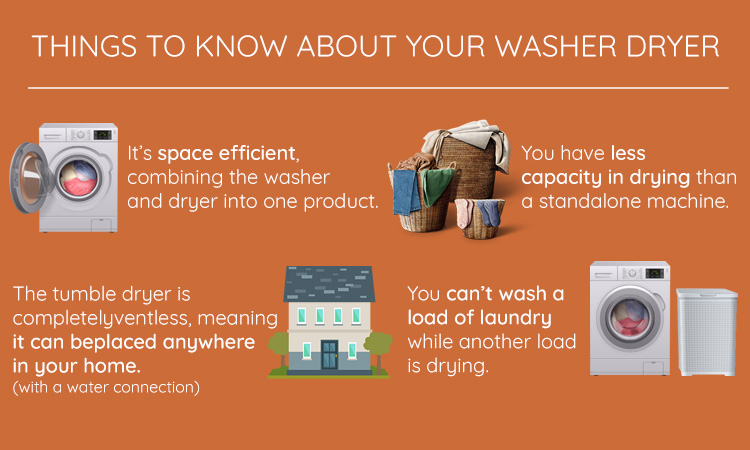 THINGS TO KNOW ABOUT YOUR WASHER DRYER
It's space efficient,
combining the washer
and dryer into one product.
You have less
capacity in drying than
a standalone machine.
The tumble dryer is
completelyventless, meaning
it can beplaced anywhere
in your home.
(with a water connection)
You can't wash a
load of laundry
while another load
is drying.